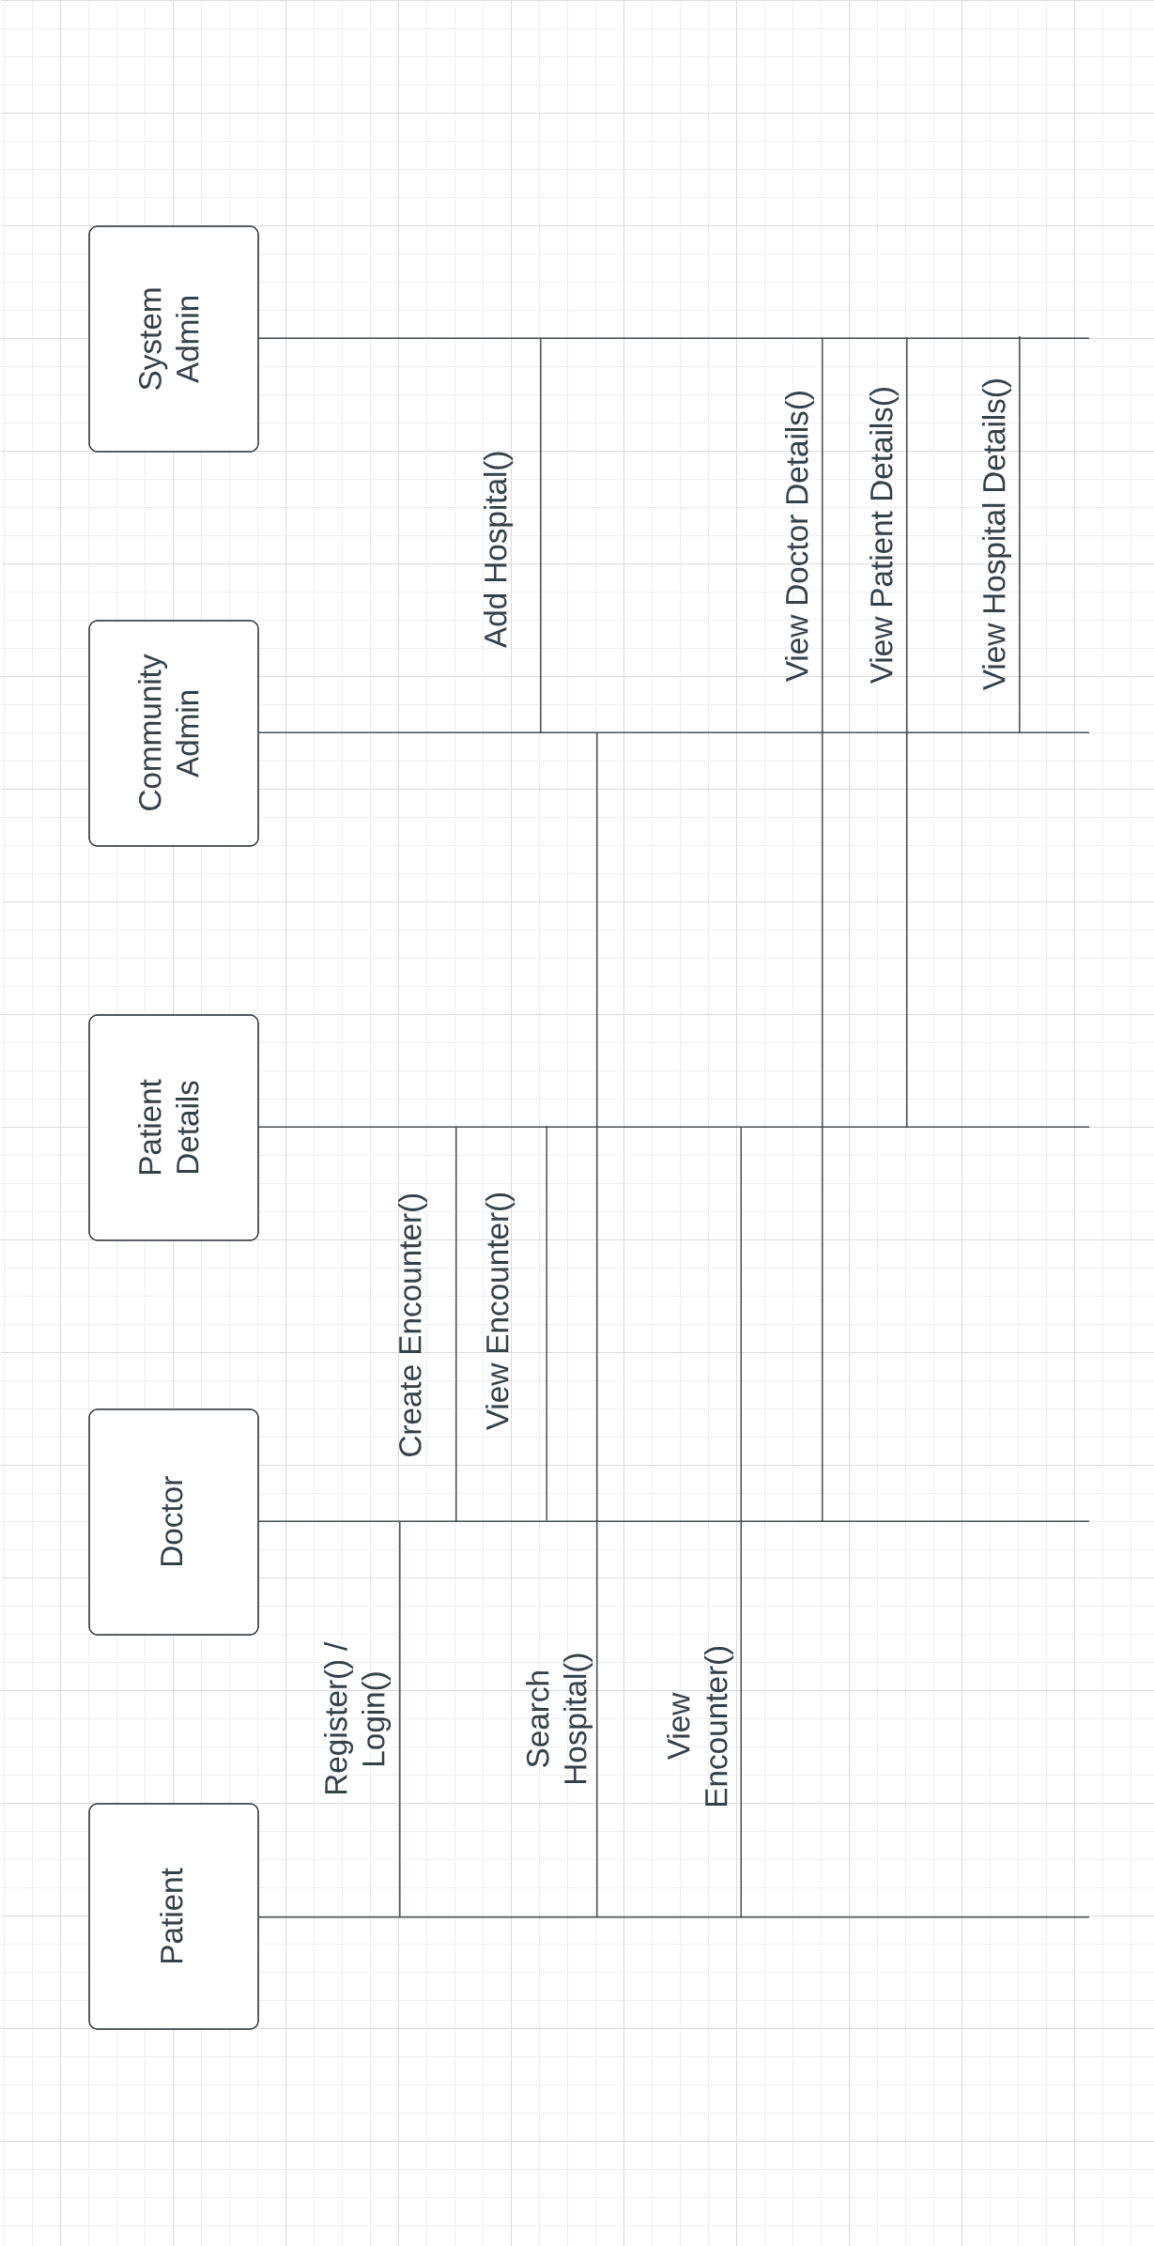 Patient
Doctor
Patient
Details
Community
Admin
System
Admin
Register() /
Login()
Create Encounter()
View Encounter()
Add Hospital()
Search
Hospital()
View
Encounter()
View Doctor Details()
View Patient Details()
View Hospital Details()